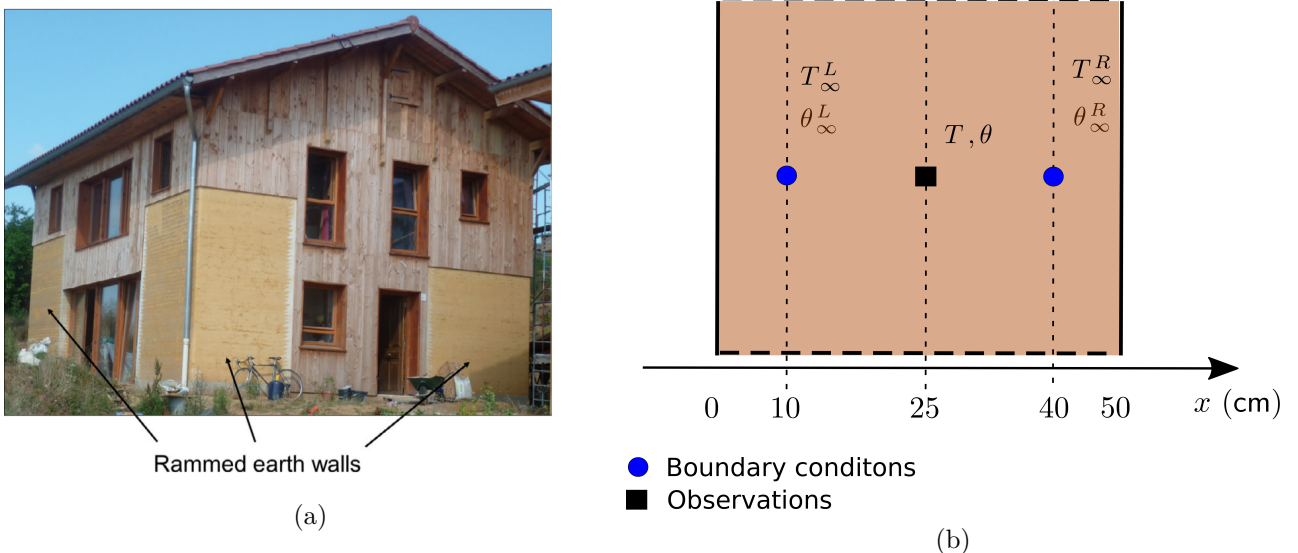 Rammed earth walls
(a)
T∞ᴸ
θ∞ᴸ
T , θ
T∞ᴿ
θ∞ᴿ
0 10 25 40 50 x (cm)
Boundary conditons
Observations
(b)